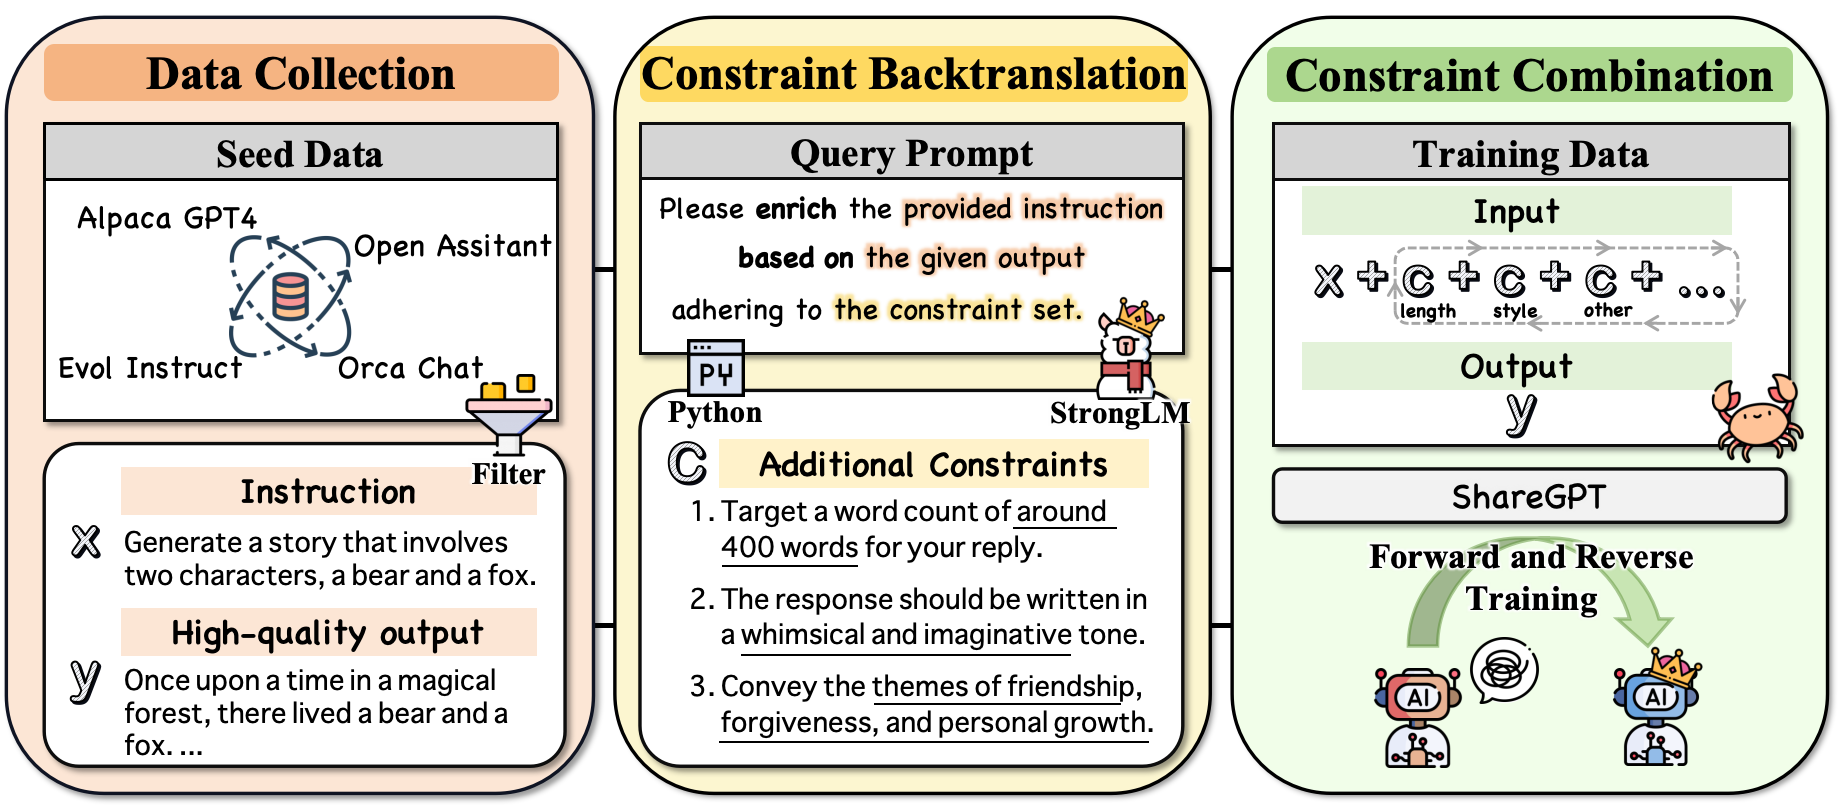 Data Collection
Seed Data
Alpaca GPT4
Open Assitant
Evol Instruct
Orca Chat
Filter
Instruction
x
Generate a story that involves
two characters, a bear and a fox.
High-quality output
y
Once upon a time in a magical
forest, there lived a bear and a
fox. ...
Constraint Backtranslation
Query Prompt
Please enrich the provided instruction
based on the given output
adhering to the constraint set.
PY
Python
StrongLM
C
Additional Constraints
1. Target a word count of around
400 words for your reply.
2. The response should be written in
a whimsical and imaginative tone.
3. Convey the themes of friendship,
forgiveness, and personal growth.
Constraint Combination
Training Data
Input
x + c + c + c + ...
length style other
Output
y
ShareGPT
Forward and Reverse
Training
AI
AI